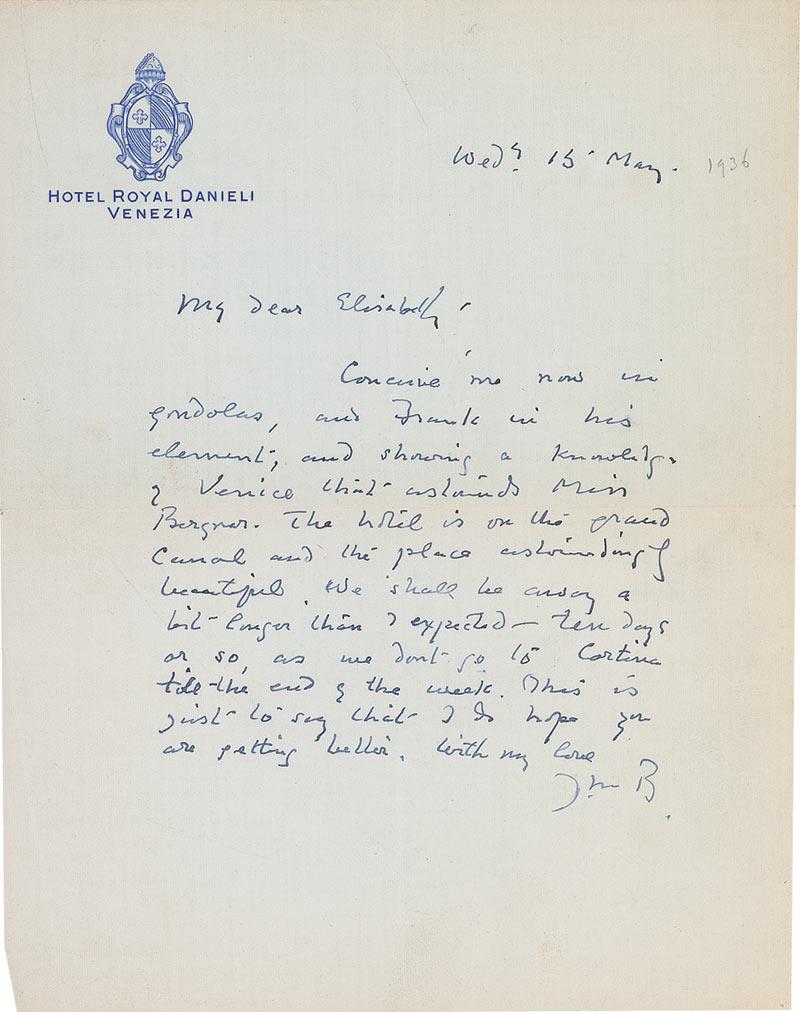 HOTEL ROYAL DANIELI
VENEZIA
Wedy. 13 May. 1936
My dear Elisabeth,
Conceive me now in
gondolas, and Frank in his
element, and showing a knowledge
of Venice that astounds Miss
Bergner. The hotel is on the grand
Canal and the place astoundingly
beautiful. We shall be away a
bit longer than I expected — ten days
or so, as we don't go to Cortina
till the end of the week. This is
just to say that I do hope you
are getting better. With my love
JMB.